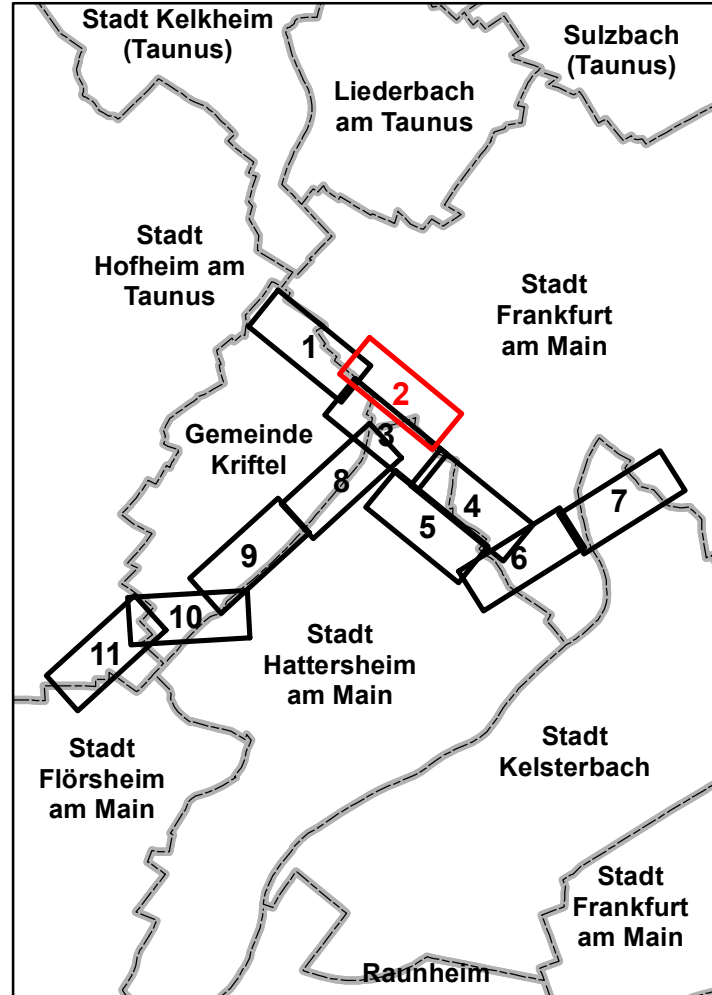 Stadt Kelkheim
(Taunus)
Sulzbach
(Taunus)
Liederbach
am Taunus
Stadt
Hofheim am
Taunus
Stadt
Frankfurt
am Main
1
2
3
Gemeinde
Kriftel
8
4
7
5
9
6
10
11
Stadt
Hattersheim
am Main
Stadt
Flörsheim
am Main
Stadt
Kelsterbach
Stadt
Frankfurt
am Main
Raunheim